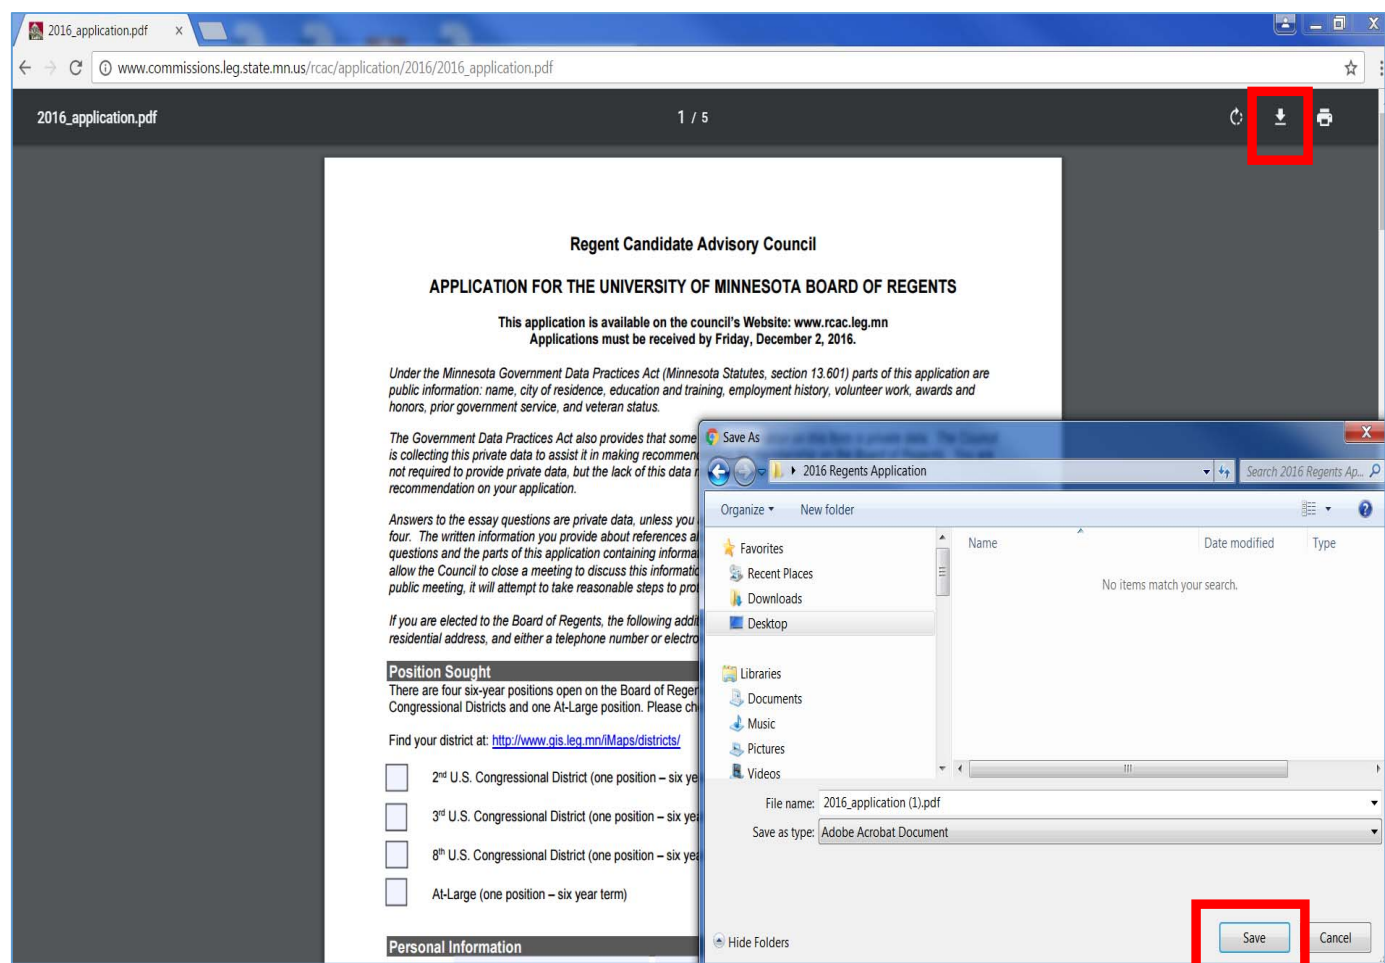 2016_application.pdf
www.commissions.leg.state.mn.us/rcac/application/2016/2016_application.pdf
2016_application.pdf
1 / 5
Regent Candidate Advisory Council
APPLICATION FOR THE UNIVERSITY OF MINNESOTA BOARD OF REGENTS
This application is available on the council's Website: www.rcac.leg.mn
Applications must be received by Friday, December 2, 2016.
Under the Minnesota Government Data Practices Act (Minnesota Statutes, section 13.601) parts of this application are
public information: name, city of residence, education and training, employment history, volunteer work, awards and
honors, prior government service, and veteran status.
The Government Data Practices Act also provides that some
is collecting this private data to assist it in making recommend
not required to provide private data, but the lack of this data
recommendation on your application.
Answers to the essay questions are private data, unless you
four. The written information you provide about references
questions and the parts of this application containing informa
allow the Council to close a meeting to discuss this informatio
public meeting, it will attempt to take reasonable steps to pro
If you are elected to the Board of Regents, the following addi
residential address, and either a telephone number or electro
Position Sought
There are four six-year positions open on the Board of Reger
Congressional Districts and one At-Large position. Please ch
Find your district at: http://www.gis.leg.mn/iMaps/districts/
2nd U.S. Congressional District (one position – six ye
3rd U.S. Congressional District (one position – six yea
8th U.S. Congressional District (one position – six yea
At-Large (one position – six year term)
Personal Information
Save As
2016 Regents Application
Search 2016 Regents Ap...
Organize
New folder
Favorites
Recent Places
Downloads
Desktop
Libraries
Documents
Music
Pictures
Videos
Name
Date modified
Type
No items match your search.
File name: 2016_application (1).pdf
Save as type: Adobe Acrobat Document
Hide Folders
Save
Cancel